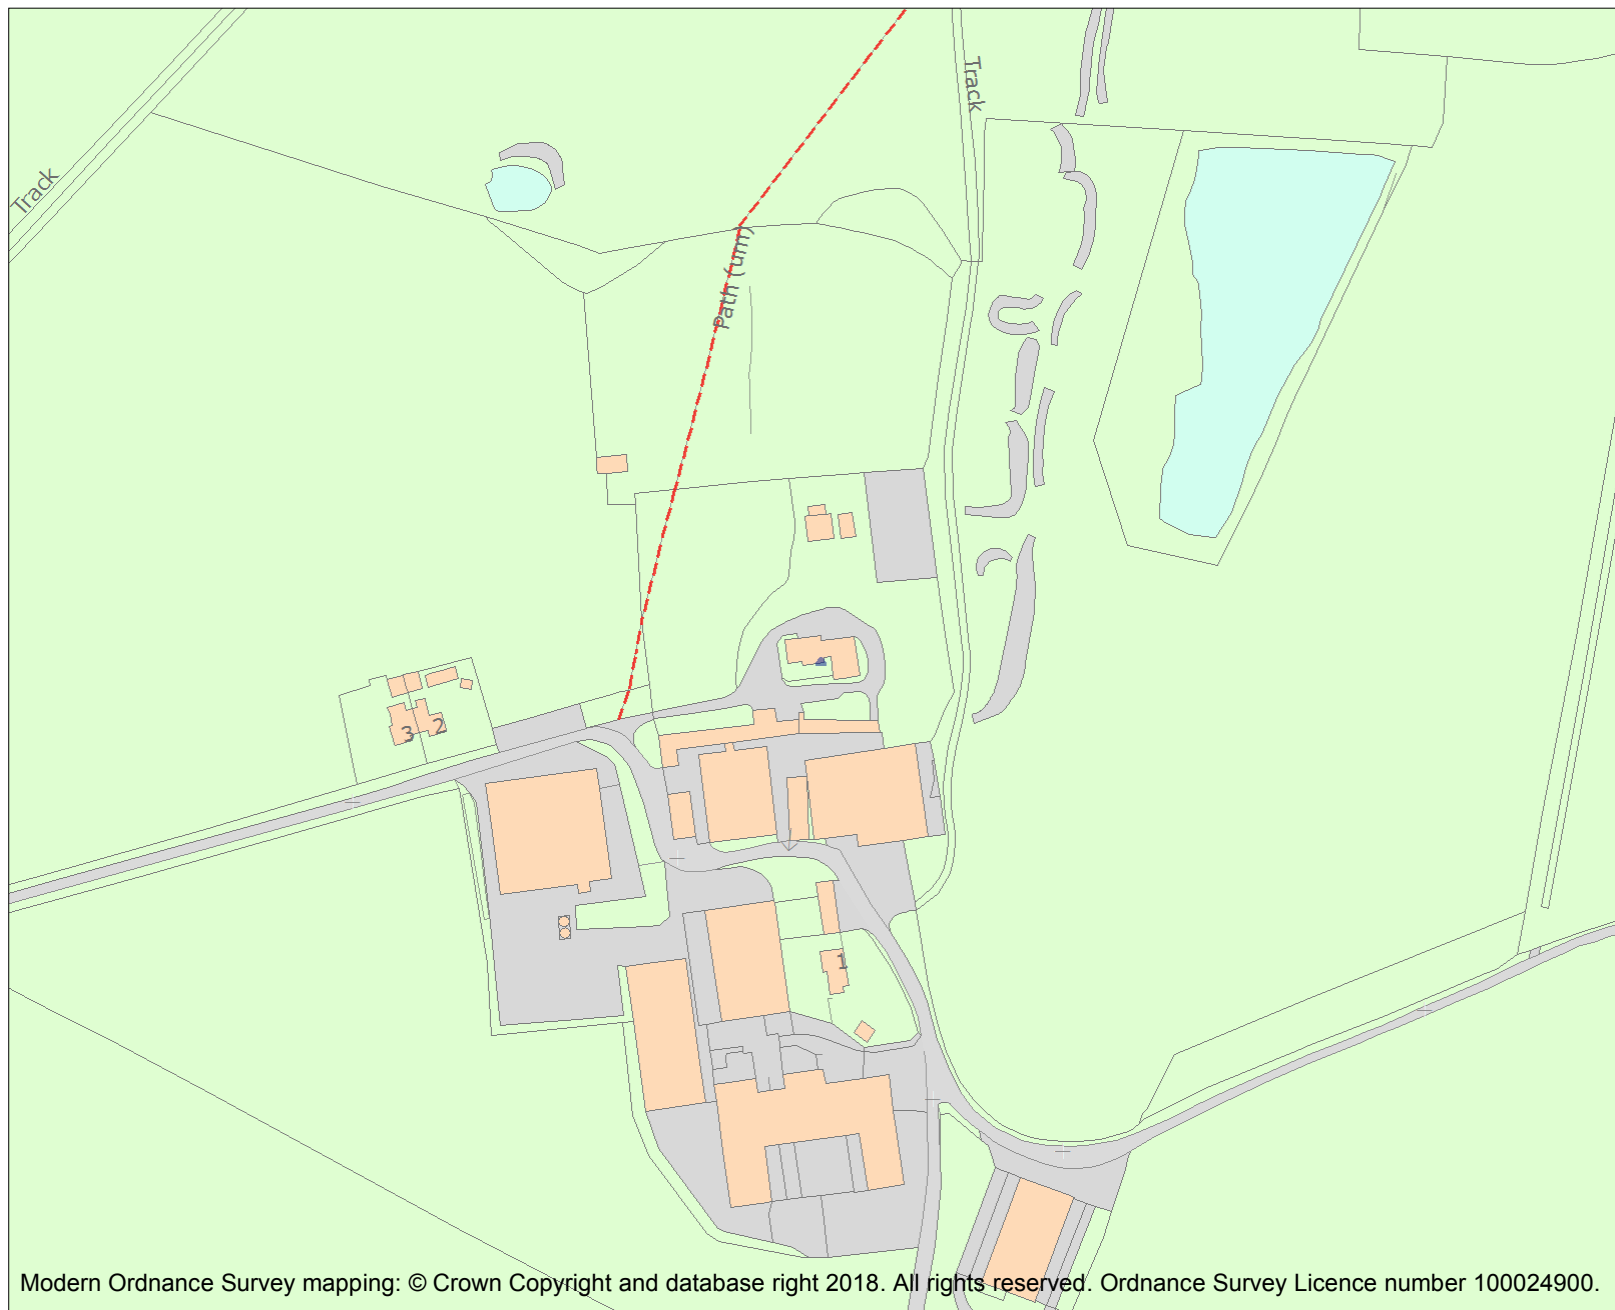 Track
Track
Path (um)
3
2
1
Modern Ordnance Survey mapping: © Crown Copyright and database right 2018. All rights reserved. Ordnance Survey Licence number 100024900.